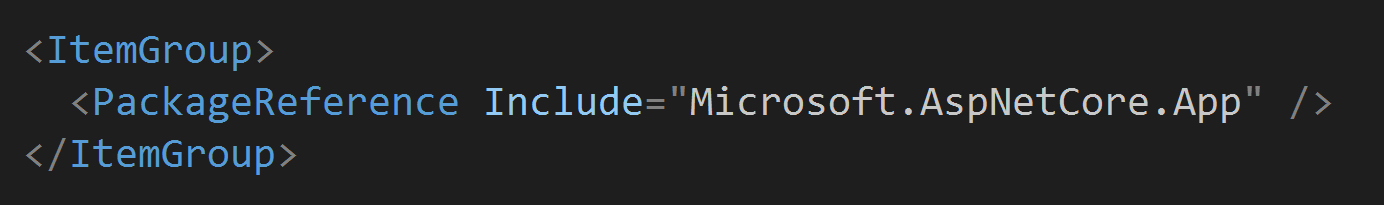 <ItemGroup>
  <PackageReference Include="Microsoft.AspNetCore.App" />
</ItemGroup>